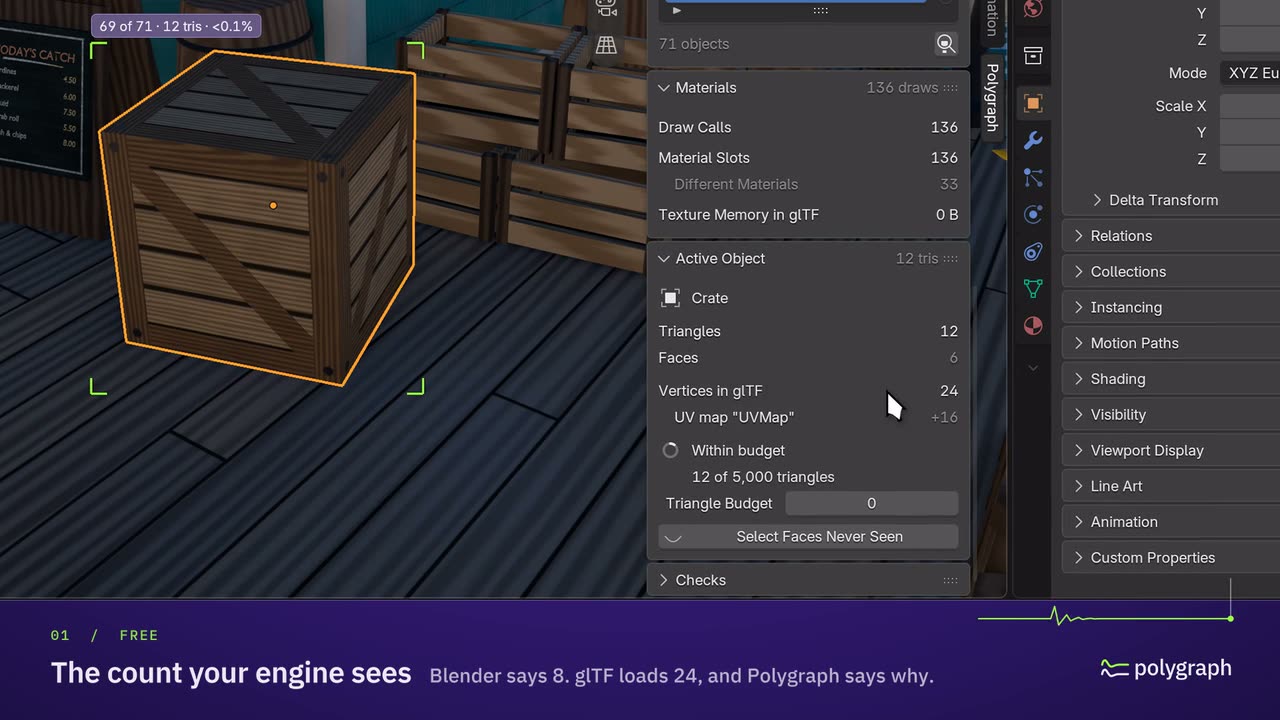 69 of 71 · 12 tris · <0.1%
TODAY'S CATCH
4.50
6.00
7.50
5.50
& chips 8.00
71 objects
Polygraph
Materials 136 draws
Draw Calls 136
Material Slots 136
Different Materials 33
Texture Memory in glTF 0 B
Active Object 12 tris
Crate
Triangles 12
Faces 6
Vertices in glTF 24
UV map "UVMap" +16
Within budget
12 of 5,000 triangles
Triangle Budget 0
Select Faces Never Seen
Checks
Y
Z
Mode XYZ Eu
Scale X
Y
Z
Delta Transform
Relations
Collections
Instancing
Motion Paths
Shading
Visibility
Viewport Display
Line Art
Animation
Custom Properties
01 / FREE
The count your engine sees Blender says 8. glTF loads 24, and Polygraph says why.
polygraph